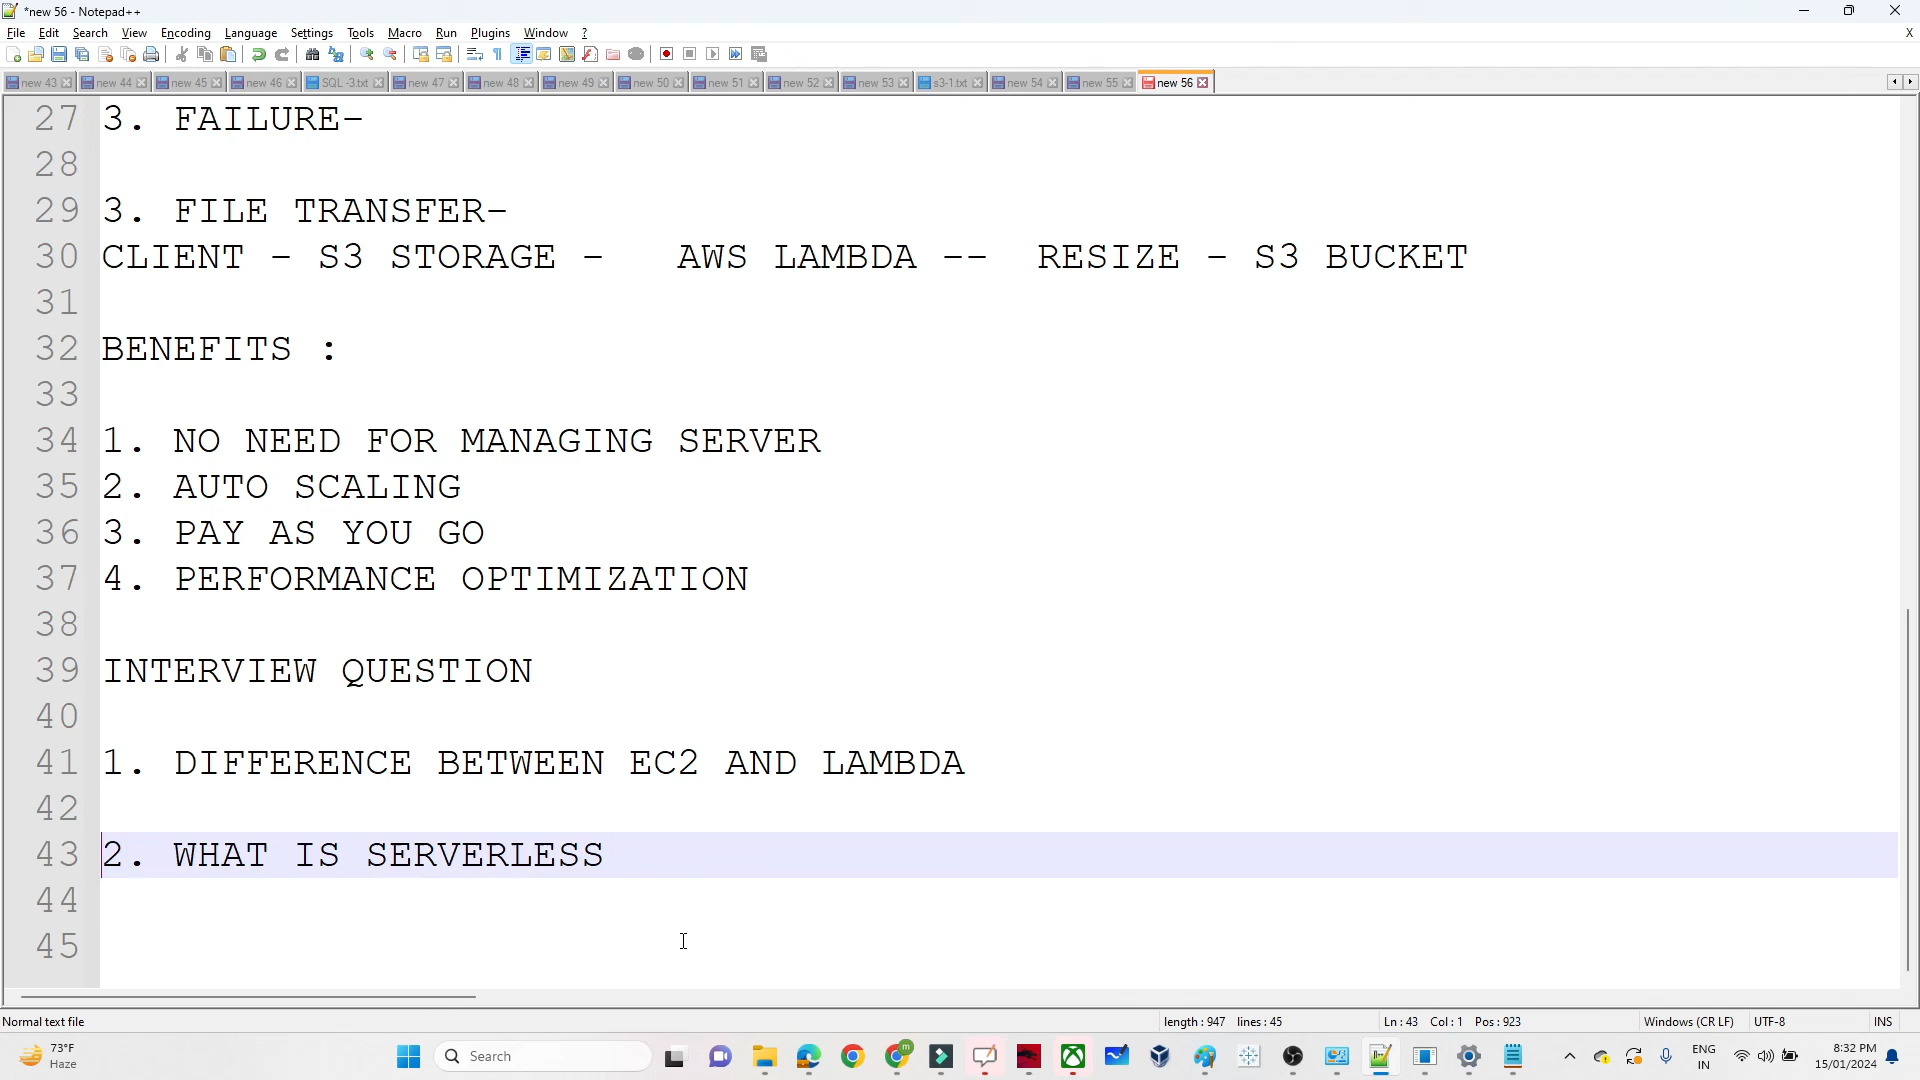 *new 56 - Notepad++
File Edit Search View Encoding Language Settings Tools Macro Run Plugins Window ? X
new 43 new 44 new 45 new 46 SQL -3.txt new 47 new 48 new 49 new 50 new 51 new 52 new 53 s3-1.txt new 54 new 55 new 56
27 3. FAILURE-
28
29 3. FILE TRANSFER-
30 CLIENT - S3 STORAGE - AWS LAMBDA -- RESIZE - S3 BUCKET
31
32 BENEFITS :
33
34 1. NO NEED FOR MANAGING SERVER
35 2. AUTO SCALING
36 3. PAY AS YOU GO
37 4. PERFORMANCE OPTIMIZATION
38
39 INTERVIEW QUESTION
40
41 1. DIFFERENCE BETWEEN EC2 AND LAMBDA
42
43 2. WHAT IS SERVERLESS
44
45
Normal text file length : 947 lines : 45 Ln : 43 Col : 1 Pos : 923 Windows (CR LF) UTF-8 INS
73°F
Haze
Search
ENG
IN
8:32 PM
15/01/2024